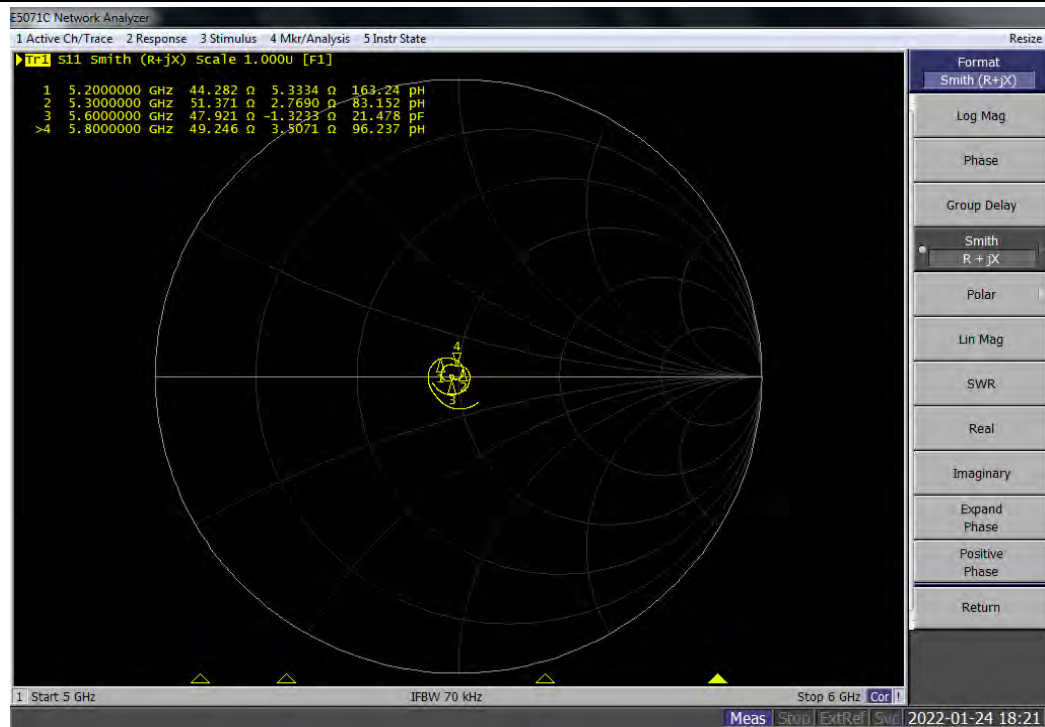 E5071C Network Analyzer
1 Active Ch/Trace 2 Response 3 Stimulus 4 Mkr/Analysis 5 Instr State
Resize
Tr1 S11 Smith (R+jX) Scale 1.000U [F1]
1 5.2000000 GHz 44.282 Ω 5.3334 Ω 163.24 pH
2 5.3000000 GHz 51.371 Ω 2.7690 Ω 83.152 pH
3 5.6000000 GHz 47.921 Ω -1.3233 Ω 21.478 pF
>4 5.8000000 GHz 49.246 Ω 3.5071 Ω 96.237 pH
4
1
2
3
Format
Smith (R+jX)
Log Mag
Phase
Group Delay
Smith
R + jX
Polar
Lin Mag
SWR
Real
Imaginary
Expand
Phase
Positive
Phase
Return
1 Start 5 GHz
IFBW 70 kHz
Stop 6 GHz Cor !
Meas Stop ExtRef Svc 2022-01-24 18:21